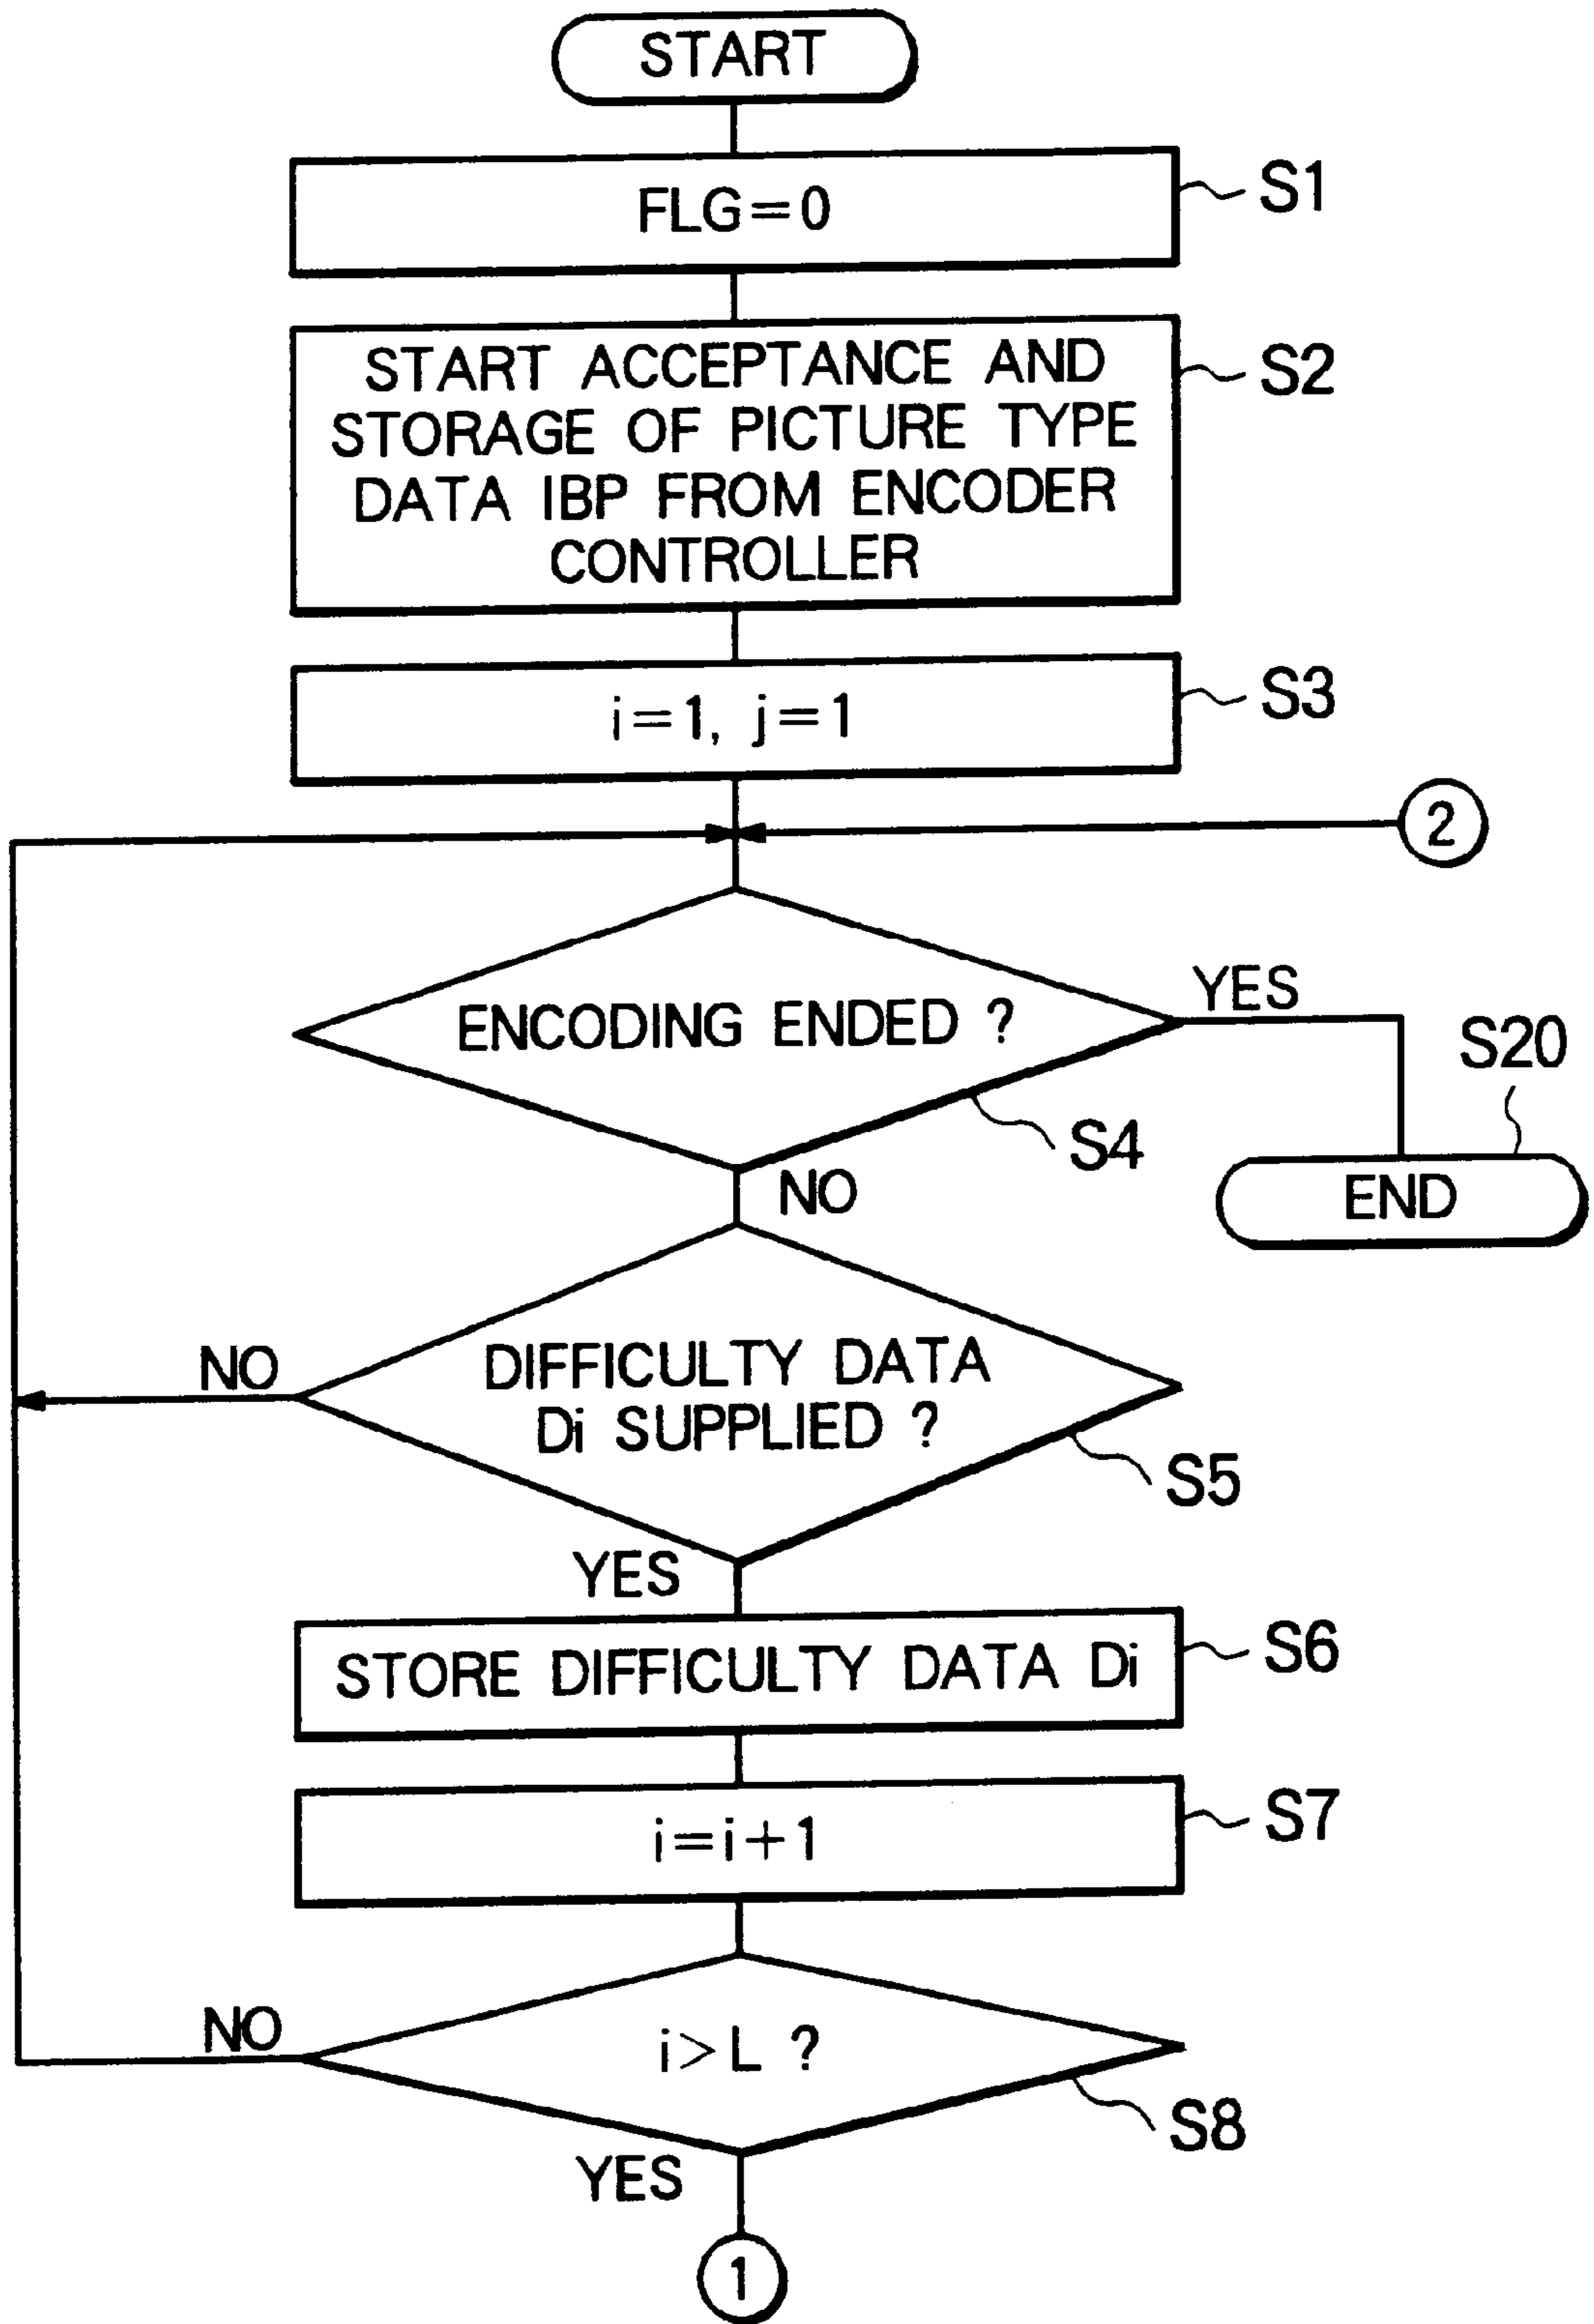 START
FLG=0
S1
START ACCEPTANCE AND
STORAGE OF PICTURE TYPE
DATA IBP FROM ENCODER
CONTROLLER
S2
i=1, j=1
S3
2
ENCODING ENDED ?
YES
S4
S20
END
NO
DIFFICULTY DATA
Di SUPPLIED ?
NO
S5
YES
STORE DIFFICULTY DATA Di
S6
i=i+1
S7
i>L ?
NO
S8
YES
1